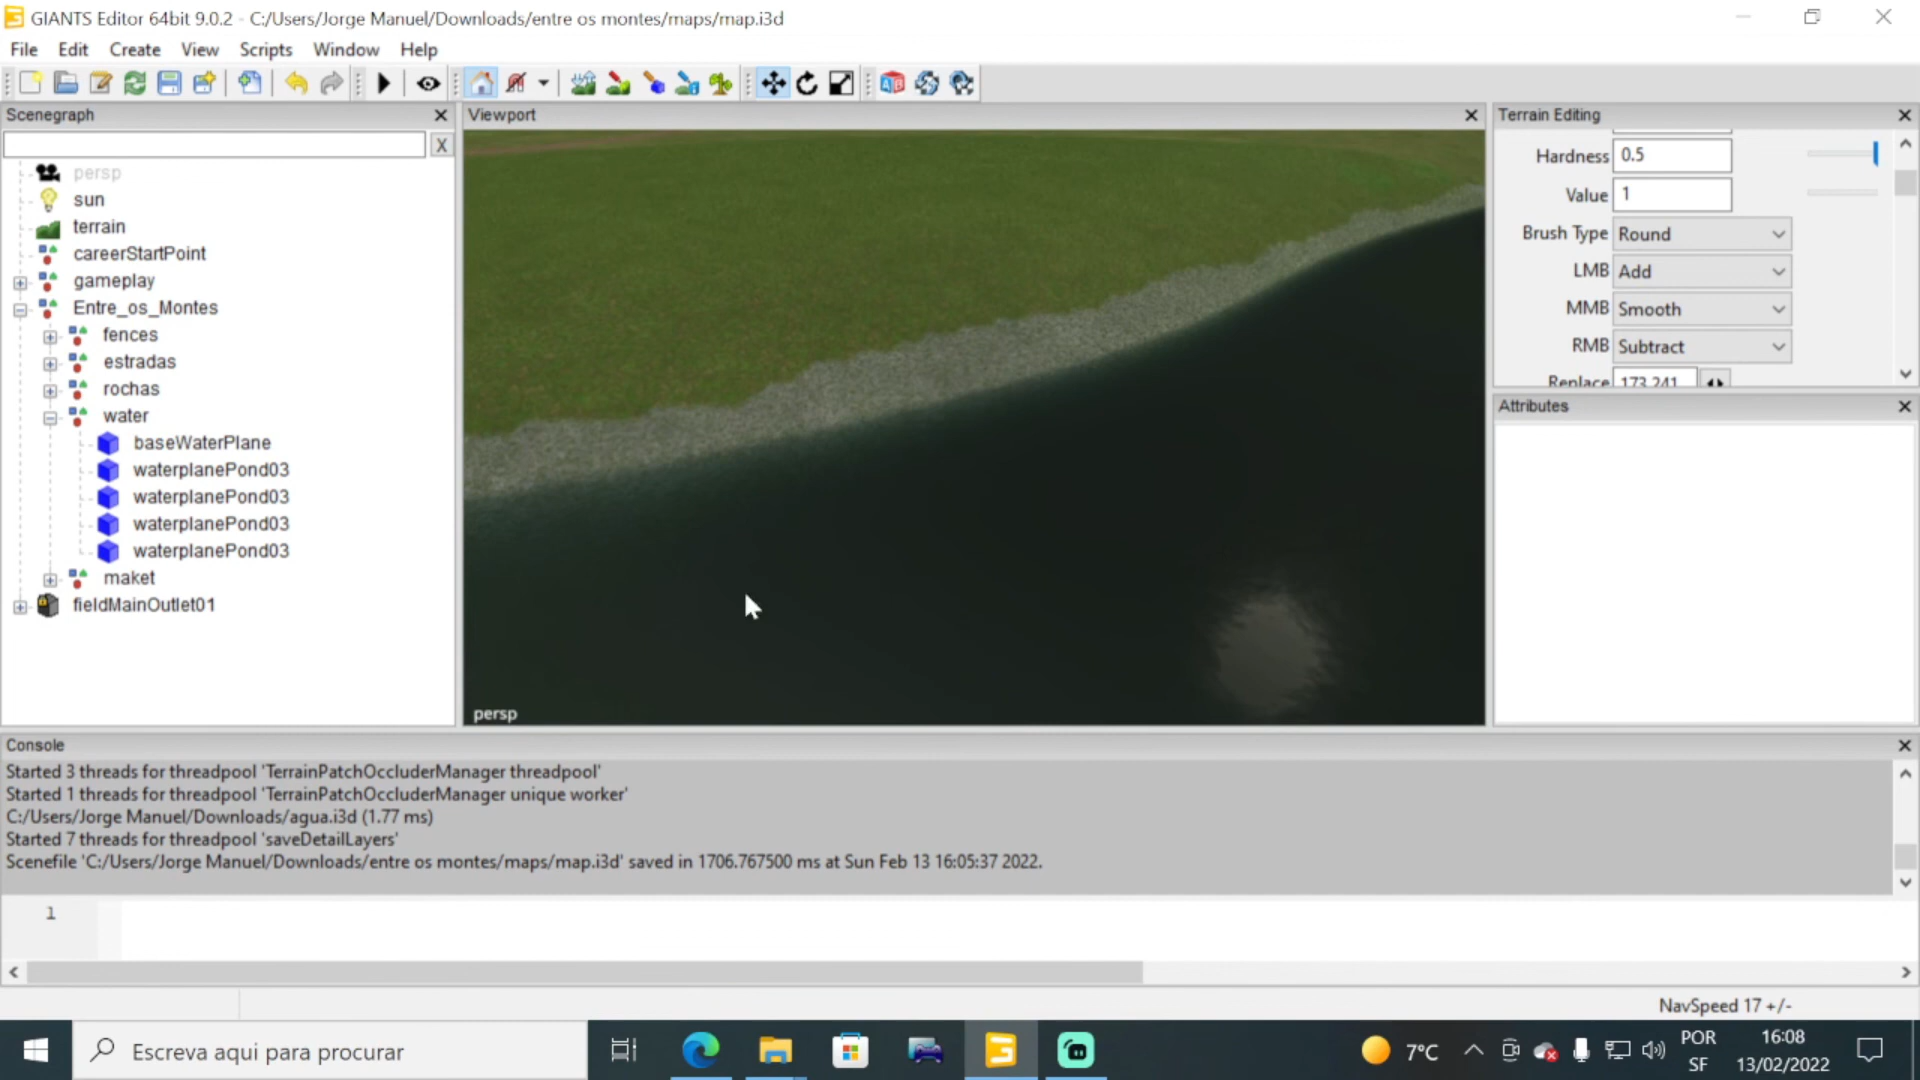 GIANTS Editor 64bit 9.0.2 - C:/Users/Jorge Manuel/Downloads/entre os montes/maps/map.i3d
File Edit Create View Scripts Window Help
Scenegraph
X
persp
sun
terrain
careerStartPoint
gameplay
Entre_os_Montes
fences
estradas
rochas
water
baseWaterPlane
waterplanePond03
waterplanePond03
waterplanePond03
waterplanePond03
maket
fieldMainOutlet01
Viewport
persp
Terrain Editing
Hardness 0.5
Value 1
Brush Type Round
LMB Add
MMB Smooth
RMB Subtract
Replace 173.241
Attributes
Console
Started 3 threads for threadpool 'TerrainPatchOccluderManager threadpool'
Started 1 threads for threadpool 'TerrainPatchOccluderManager unique worker'
C:/Users/Jorge Manuel/Downloads/agua.i3d (1.77 ms)
Started 7 threads for threadpool 'saveDetailLayers'
Scenefile 'C:/Users/Jorge Manuel/Downloads/entre os montes/maps/map.i3d' saved in 1706.767500 ms at Sun Feb 13 16:05:37 2022.
1
NavSpeed 17 +/-
Escreva aqui para procurar
7°C
POR
SF
16:08
13/02/2022